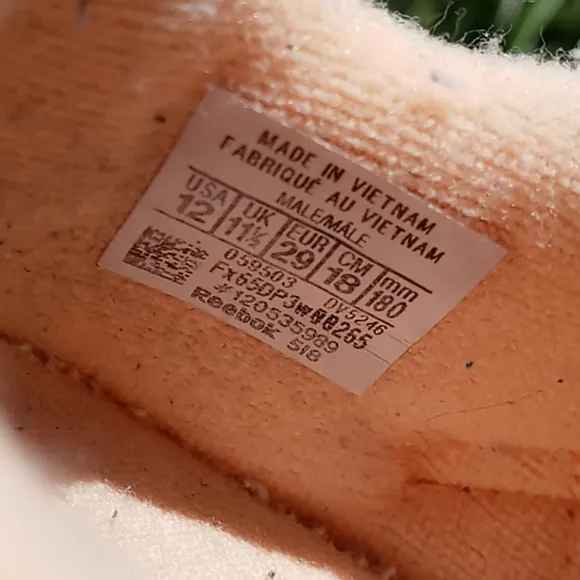 MADE IN VIETNAM
FABRIQUÉ AU VIETNAM
MALE/MÂLE
USA UK EUR CM mm
12 11½ 29 18 180
059503 DV5246
#120535989
Reebok 518